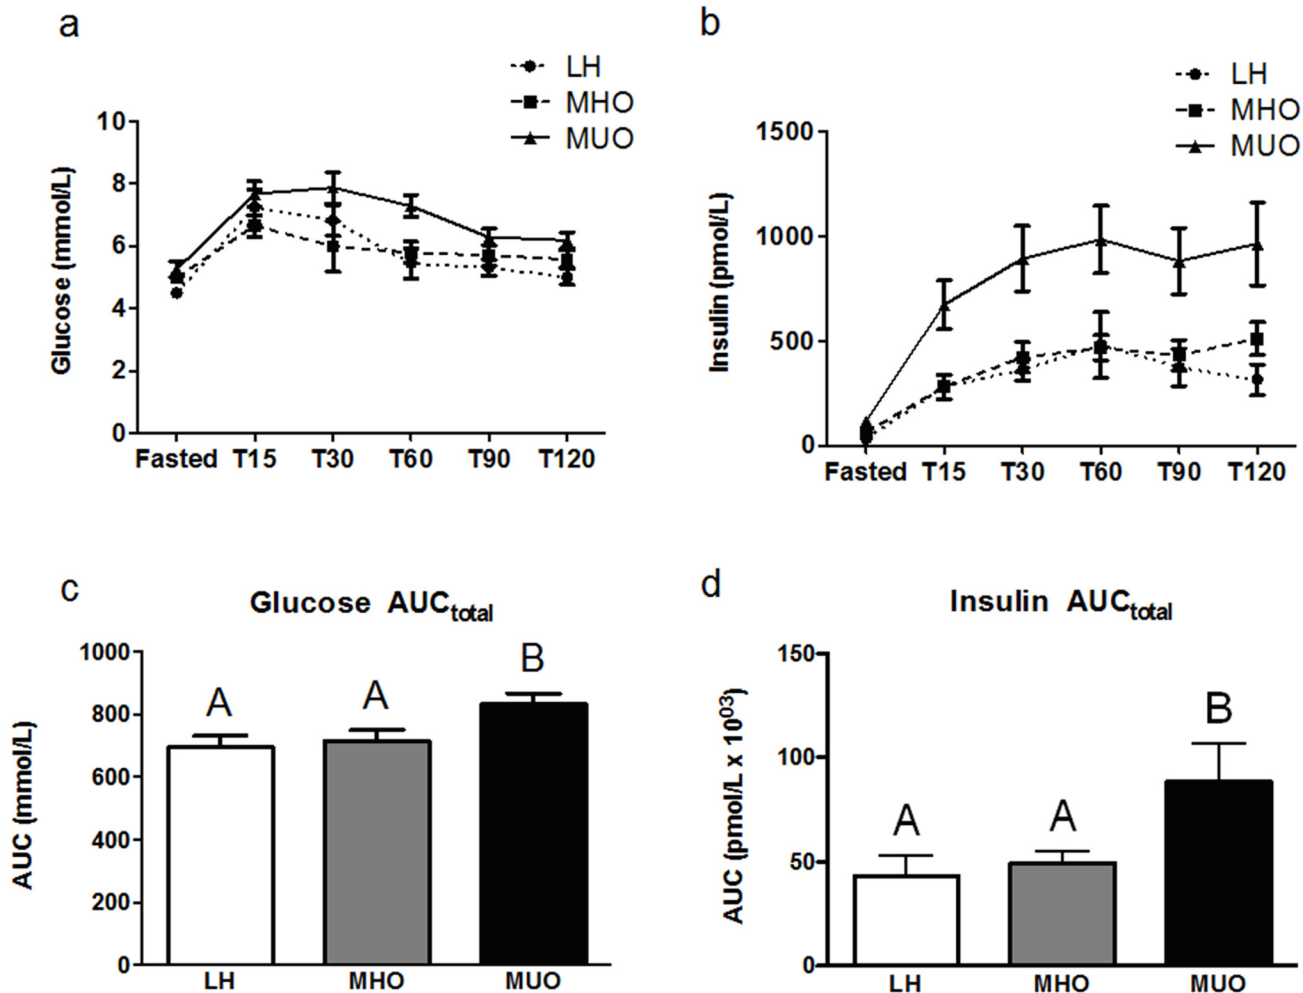 a
LH
MHO
MUO
10
8
6
4
2
0
Glucose (mmol/L)
Fasted T15 T30 T60 T90 T120
b
LH
MHO
MUO
1500
1000
500
0
Insulin (pmol/L)
Fasted T15 T30 T60 T90 T120
c
Glucose AUCtotal
1000
800
600
400
200
0
AUC (mmol/L)
A A B
LH MHO MUO
d
Insulin AUCtotal
150
100
50
0
AUC (pmol/L x 10^03)
A A B
LH MHO MUO